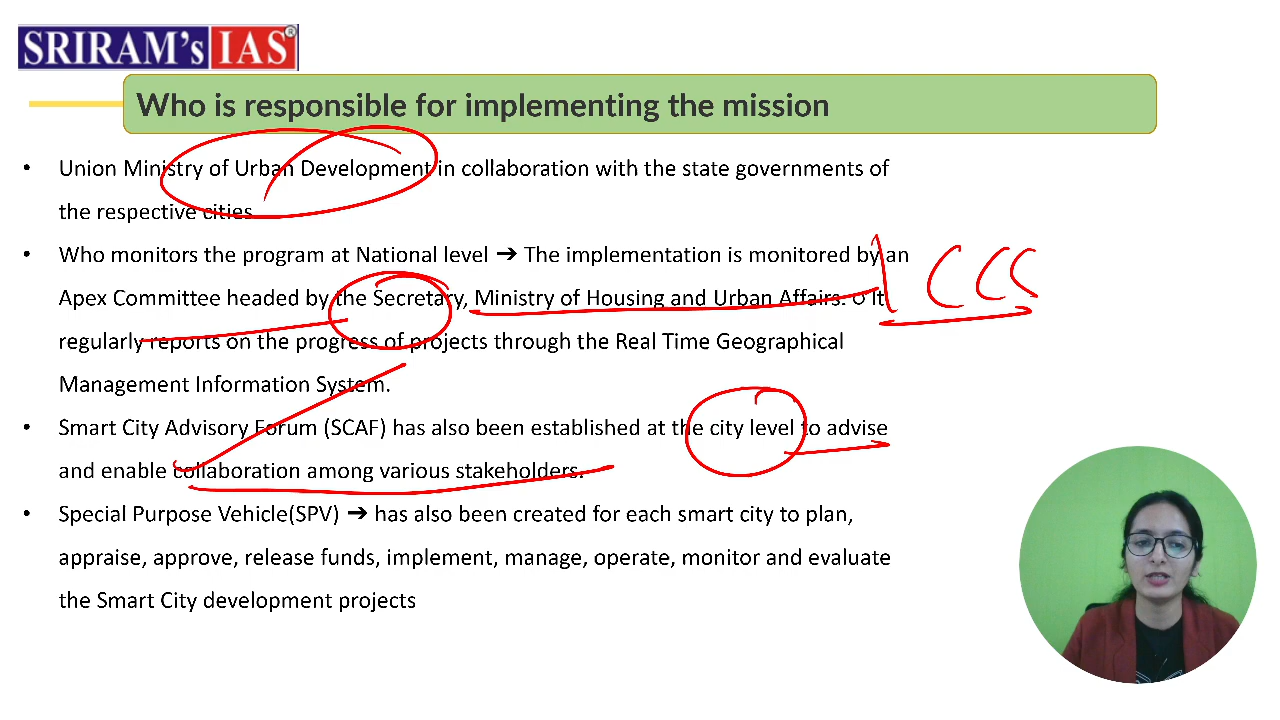 SRIRAM's IAS®
Who is responsible for implementing the mission
• Union Ministry of Urban Development in collaboration with the state governments of
the respective cities.
• Who monitors the program at National level ➔ The implementation is monitored by an
Apex Committee headed by the Secretary, Ministry of Housing and Urban Affairs. ○ It
regularly reports on the progress of projects through the Real Time Geographical
Management Information System.
• Smart City Advisory Forum (SCAF) has also been established at the city level to advise
and enable collaboration among various stakeholders.
• Special Purpose Vehicle(SPV) ➔ has also been created for each smart city to plan,
appraise, approve, release funds, implement, manage, operate, monitor and evaluate
the Smart City development projects